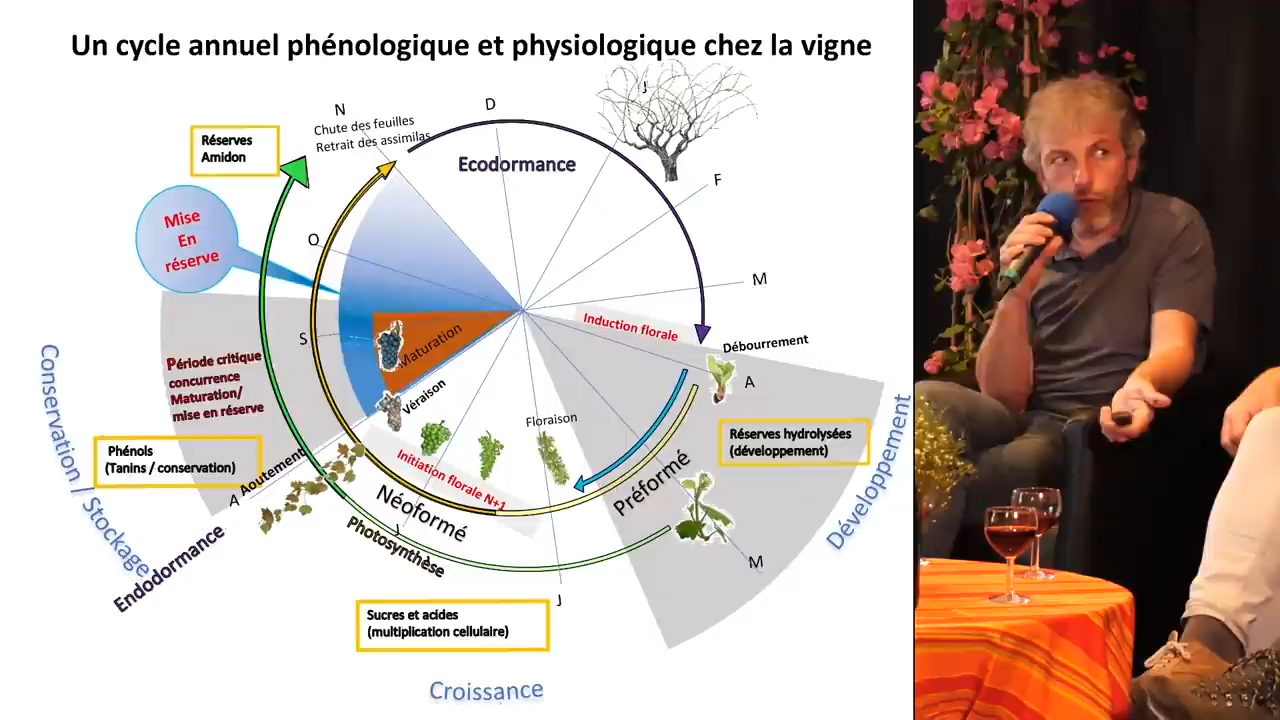 Un cycle annuel phénologique et physiologique chez la vigne
J
D
N
Chute des feuilles
Retrait des assimilas
Réserves
Amidon
Ecodormance
F
Mise
En
réserve
O
M
Induction florale
S
Maturation
Débourrement
A
Période critique
concurrence
Maturation/
mise en réserve
Véraison
Floraison
Réserves hydrolysées
(développement)
Phénols
(Tanins / conservation)
Aoutement
A
Initiation florale N+1
Néoformé
Préformé
J
Photosynthèse
M
Endodormance
J
Conservation / Stockage
Développement
Sucres et acides
(multiplication cellulaire)
Croissance